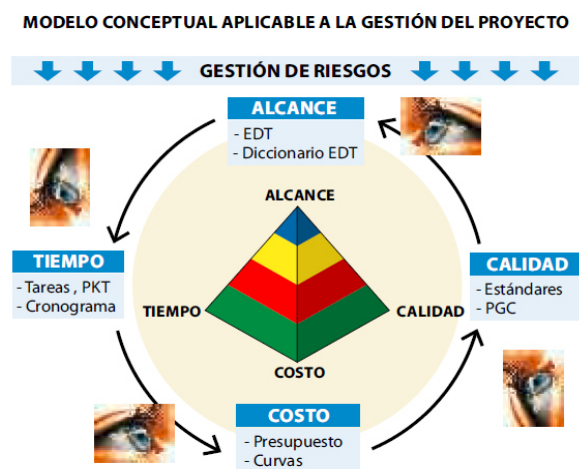 MODELO CONCEPTUAL APLICABLE A LA GESTIÓN DEL PROYECTO
GESTIÓN DE RIESGOS
ALCANCE
- EDT
- Diccionario EDT
ALCANCE
TIEMPO
- Tareas , PKT
- Cronograma
TIEMPO
CALIDAD
CALIDAD
- Estándares
- PGC
COSTO
COSTO
- Presupuesto
- Curvas